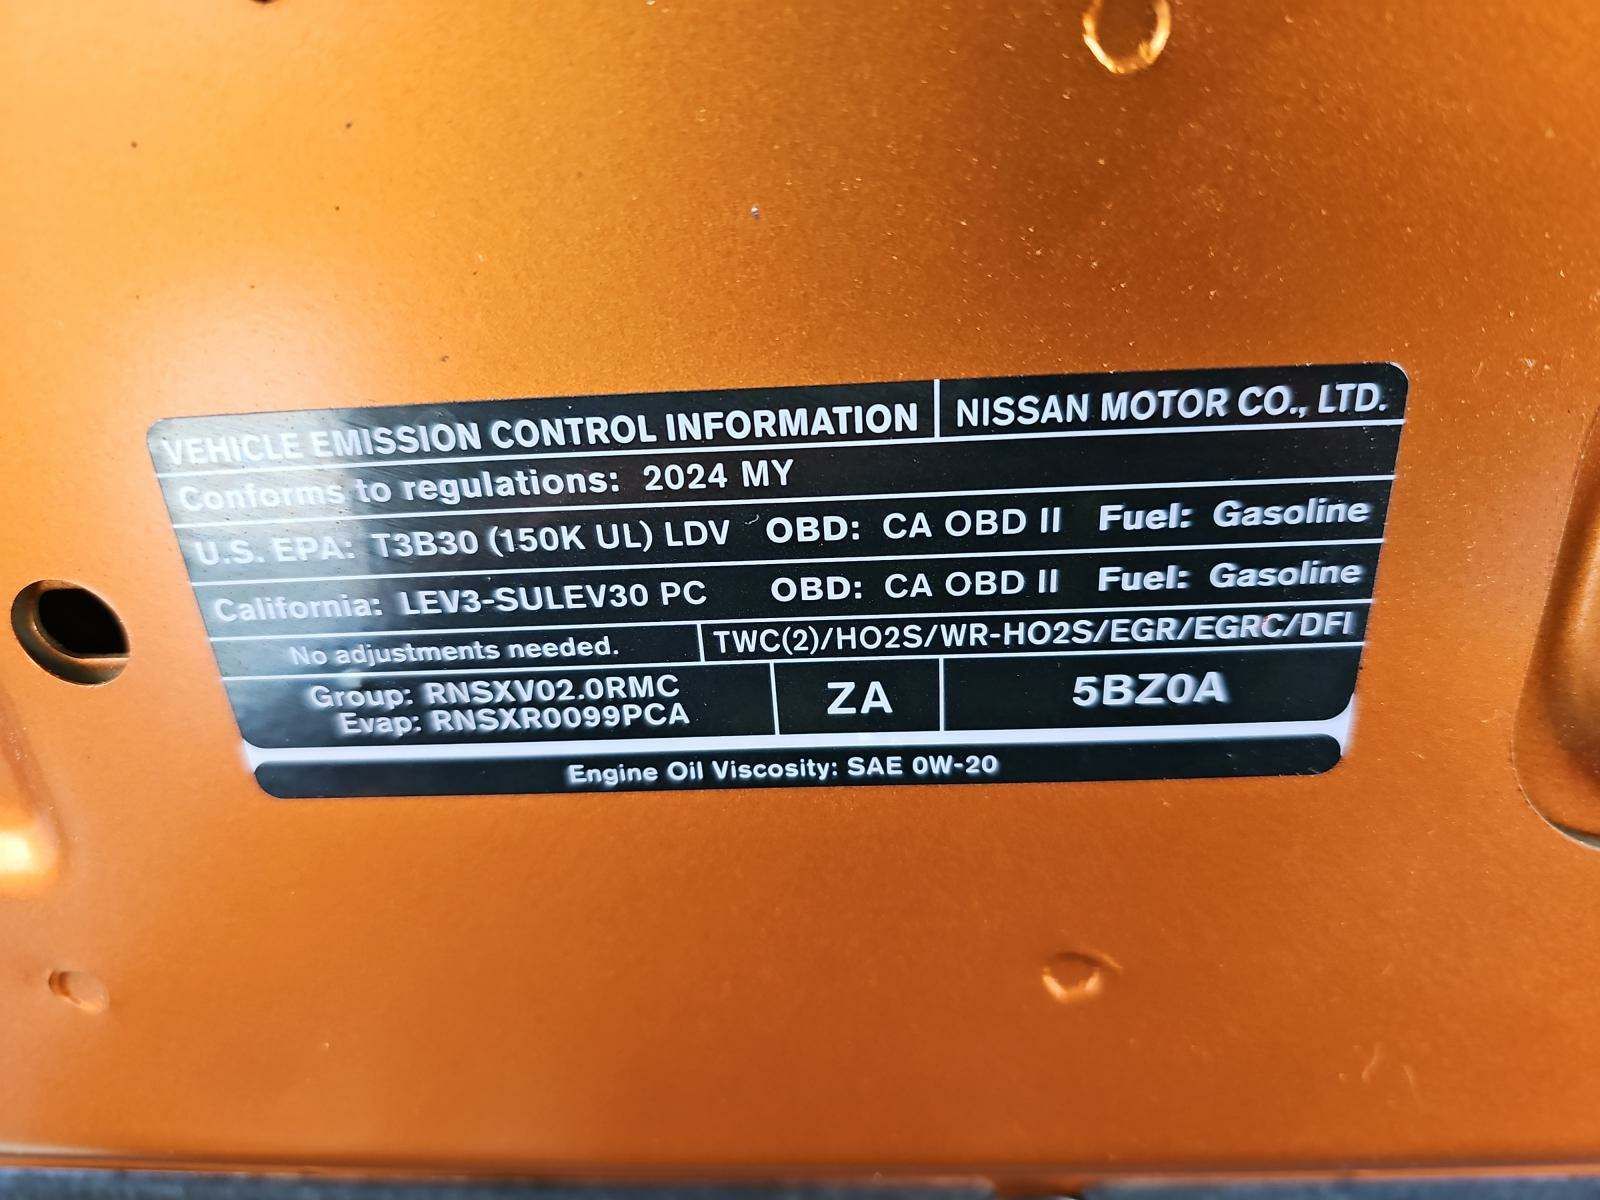 VEHICLE EMISSION CONTROL INFORMATION NISSAN MOTOR CO., LTD.
Conforms to regulations: 2024 MY
U.S. EPA: T3B30 (150K UL) LDV OBD: CA OBD II Fuel: Gasoline
California: LEV3-SULEV30 PC OBD: CA OBD II Fuel: Gasoline
No adjustments needed. TWC(2)/HO2S/WR-HO2S/EGR/EGRC/DFI
Group: RNSXV02.0RMC
Evap: RNSXR0099PCA
ZA
5BZ0A
Engine Oil Viscosity: SAE 0W-20